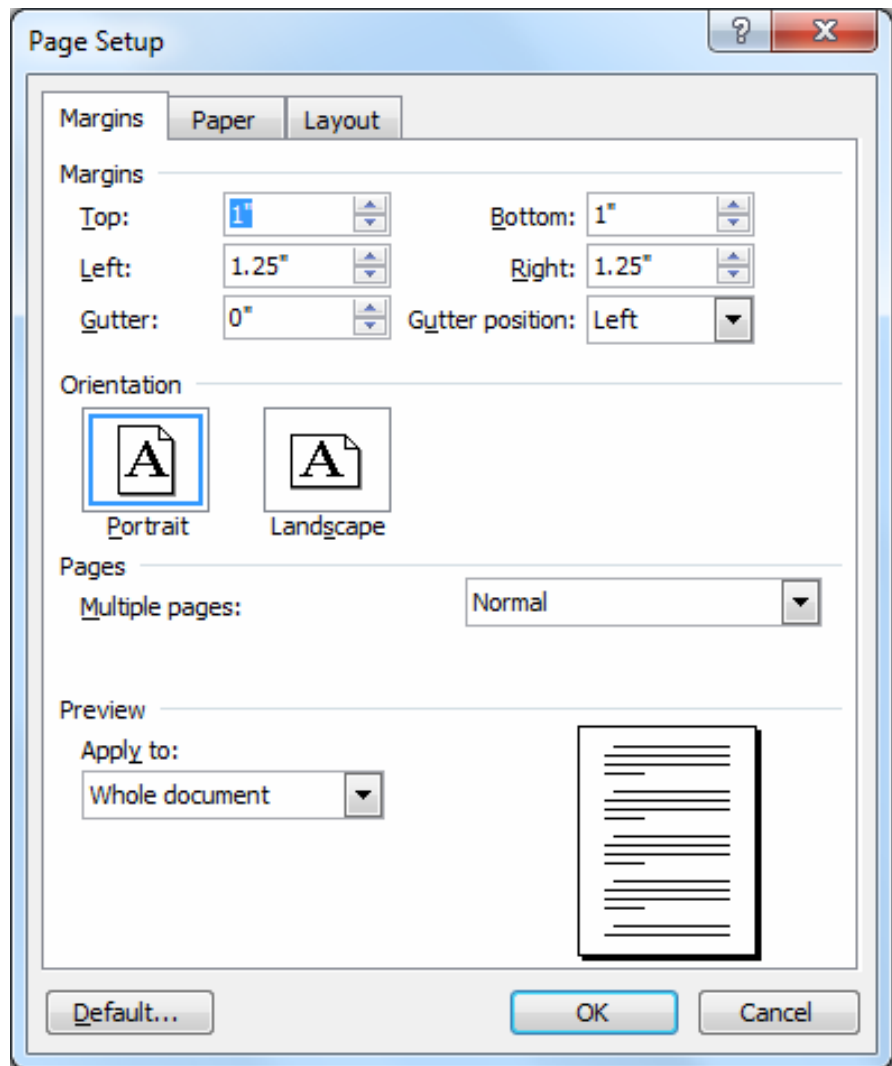 Page Setup
Margins Paper Layout
Margins
Top: 1" Bottom: 1"
Left: 1.25" Right: 1.25"
Gutter: 0" Gutter position: Left
Orientation
A A
Portrait Landscape
Pages
Multiple pages: Normal
Preview
Apply to:
Whole document
Default... OK Cancel